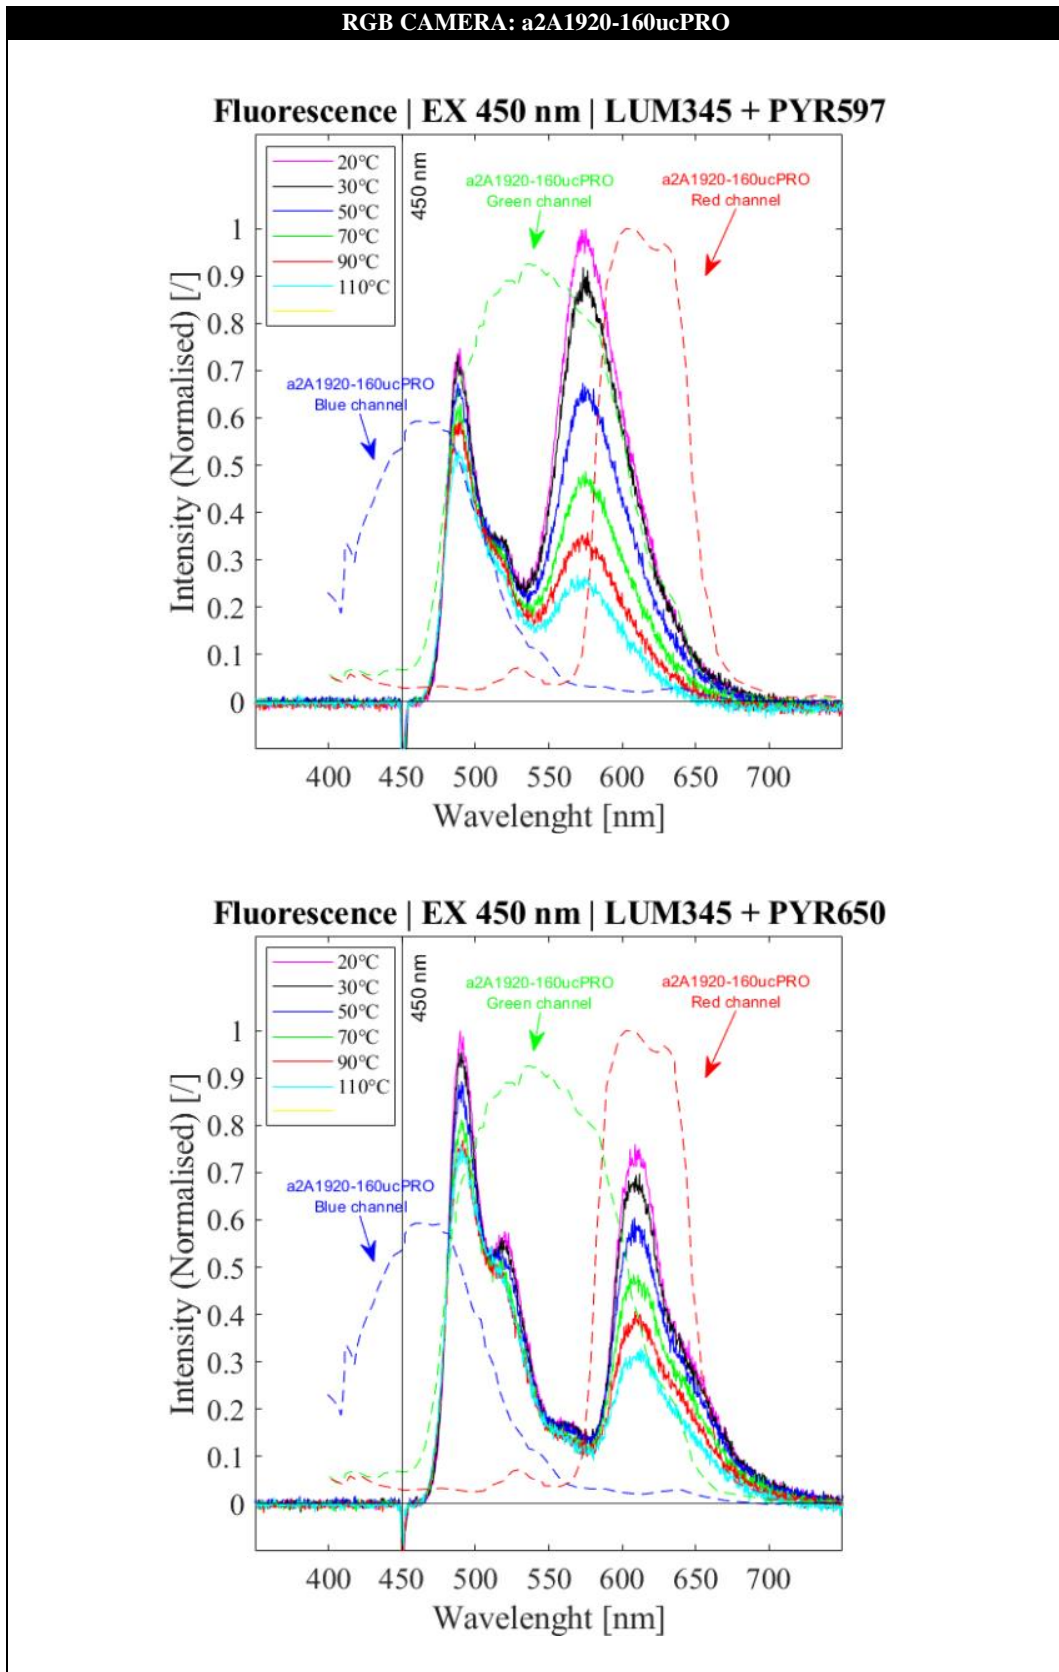 RGB CAMERA: a2A1920-160ucPRO
Fluorescence | EX 450 nm | LUM345 + PYR597
20°C
30°C
50°C
70°C
90°C
110°C
450 nm
a2A1920-160ucPRO
Green channel
a2A1920-160ucPRO
Red channel
a2A1920-160ucPRO
Blue channel
Intensity (Normalised) [/]
1
0.9
0.8
0.7
0.6
0.5
0.4
0.3
0.2
0.1
0
400 450 500 550 600 650 700
Wavelenght [nm]
Fluorescence | EX 450 nm | LUM345 + PYR650
20°C
30°C
50°C
70°C
90°C
110°C
450 nm
a2A1920-160ucPRO
Green channel
a2A1920-160ucPRO
Red channel
a2A1920-160ucPRO
Blue channel
Intensity (Normalised) [/]
1
0.9
0.8
0.7
0.6
0.5
0.4
0.3
0.2
0.1
0
400 450 500 550 600 650 700
Wavelenght [nm]